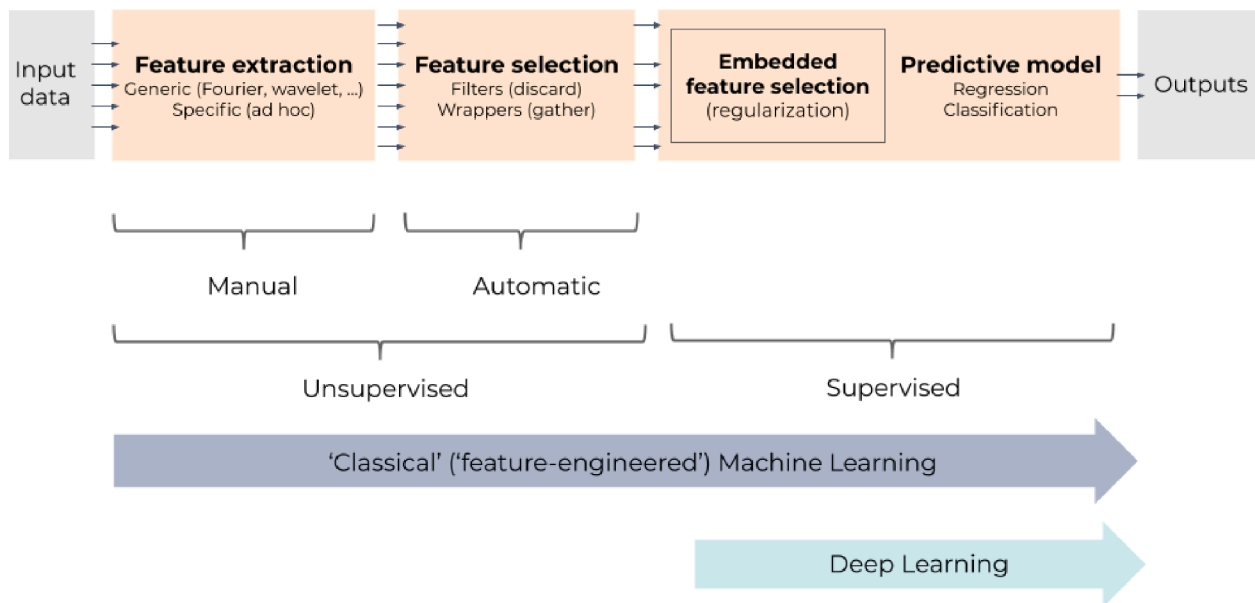 Input
data
Feature extraction
Generic (Fourier, wavelet, ...)
Specific (ad hoc)
Feature selection
Filters (discard)
Wrappers (gather)
Embedded
feature selection
(regularization)
Predictive model
Regression
Classification
Outputs
Manual
Automatic
Unsupervised
Supervised
‘Classical’ (‘feature-engineered’) Machine Learning
Deep Learning